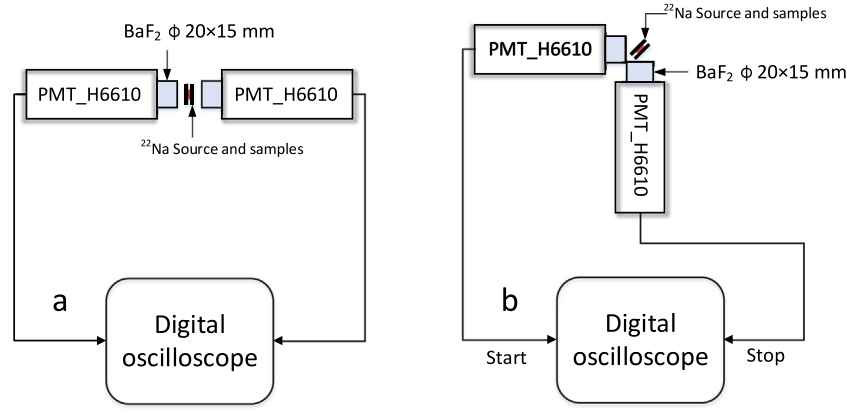 BaF₂ ф 20×15 mm
PMT_H6610
PMT_H6610
²²Na Source and samples
a
Digital
oscilloscope
²²Na Source and samples
PMT_H6610
BaF₂ ф 20×15 mm
PMT_H6610
b
Digital
oscilloscope
Start
Stop